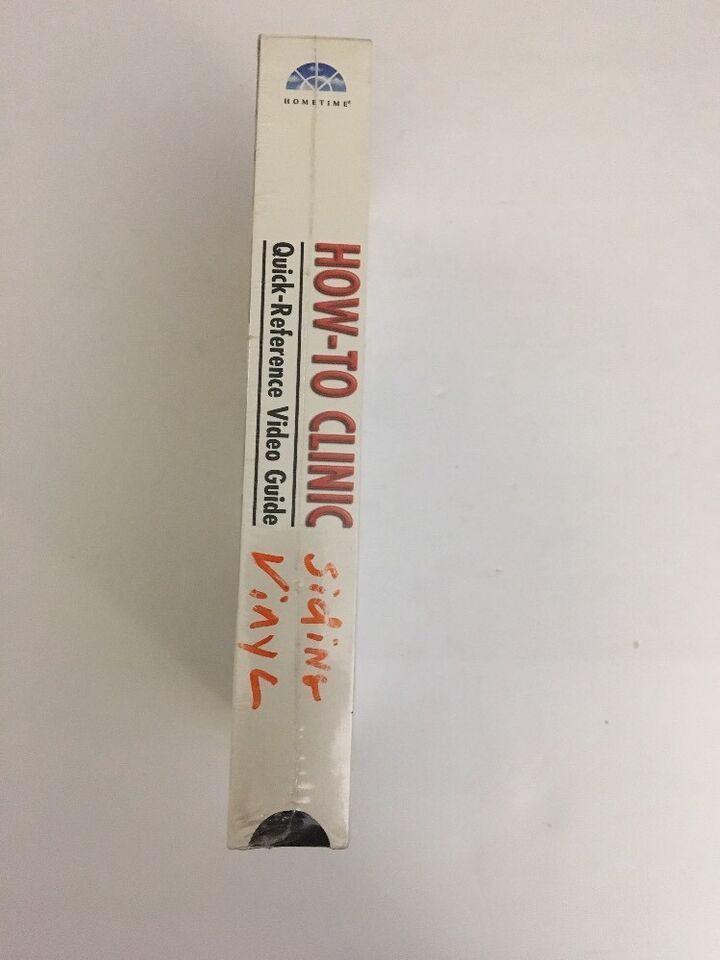 HOMETIME®
HOW-TO CLINIC
Quick-Reference Video Guide
Siding
Vinyl